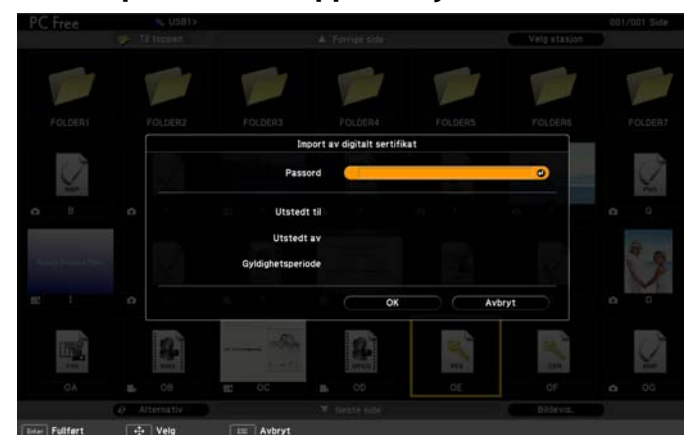 PC Free USB1> 001/001 Side
Til toppen Forrige side Velg stasjon
FOLDER1 FOLDER2 FOLDER3 FOLDER4 FOLDER5 FOLDER6 FOLDER7
Import av digitalt sertifikat
Passord
Utstedt til
Utstedt av
Gyldighetsperiode
OK Avbryt
B G
I O
OA OB OC OD OE OF OG
Alternativ Neste side Bildevis.
Enter Fullført Velg Avbryt